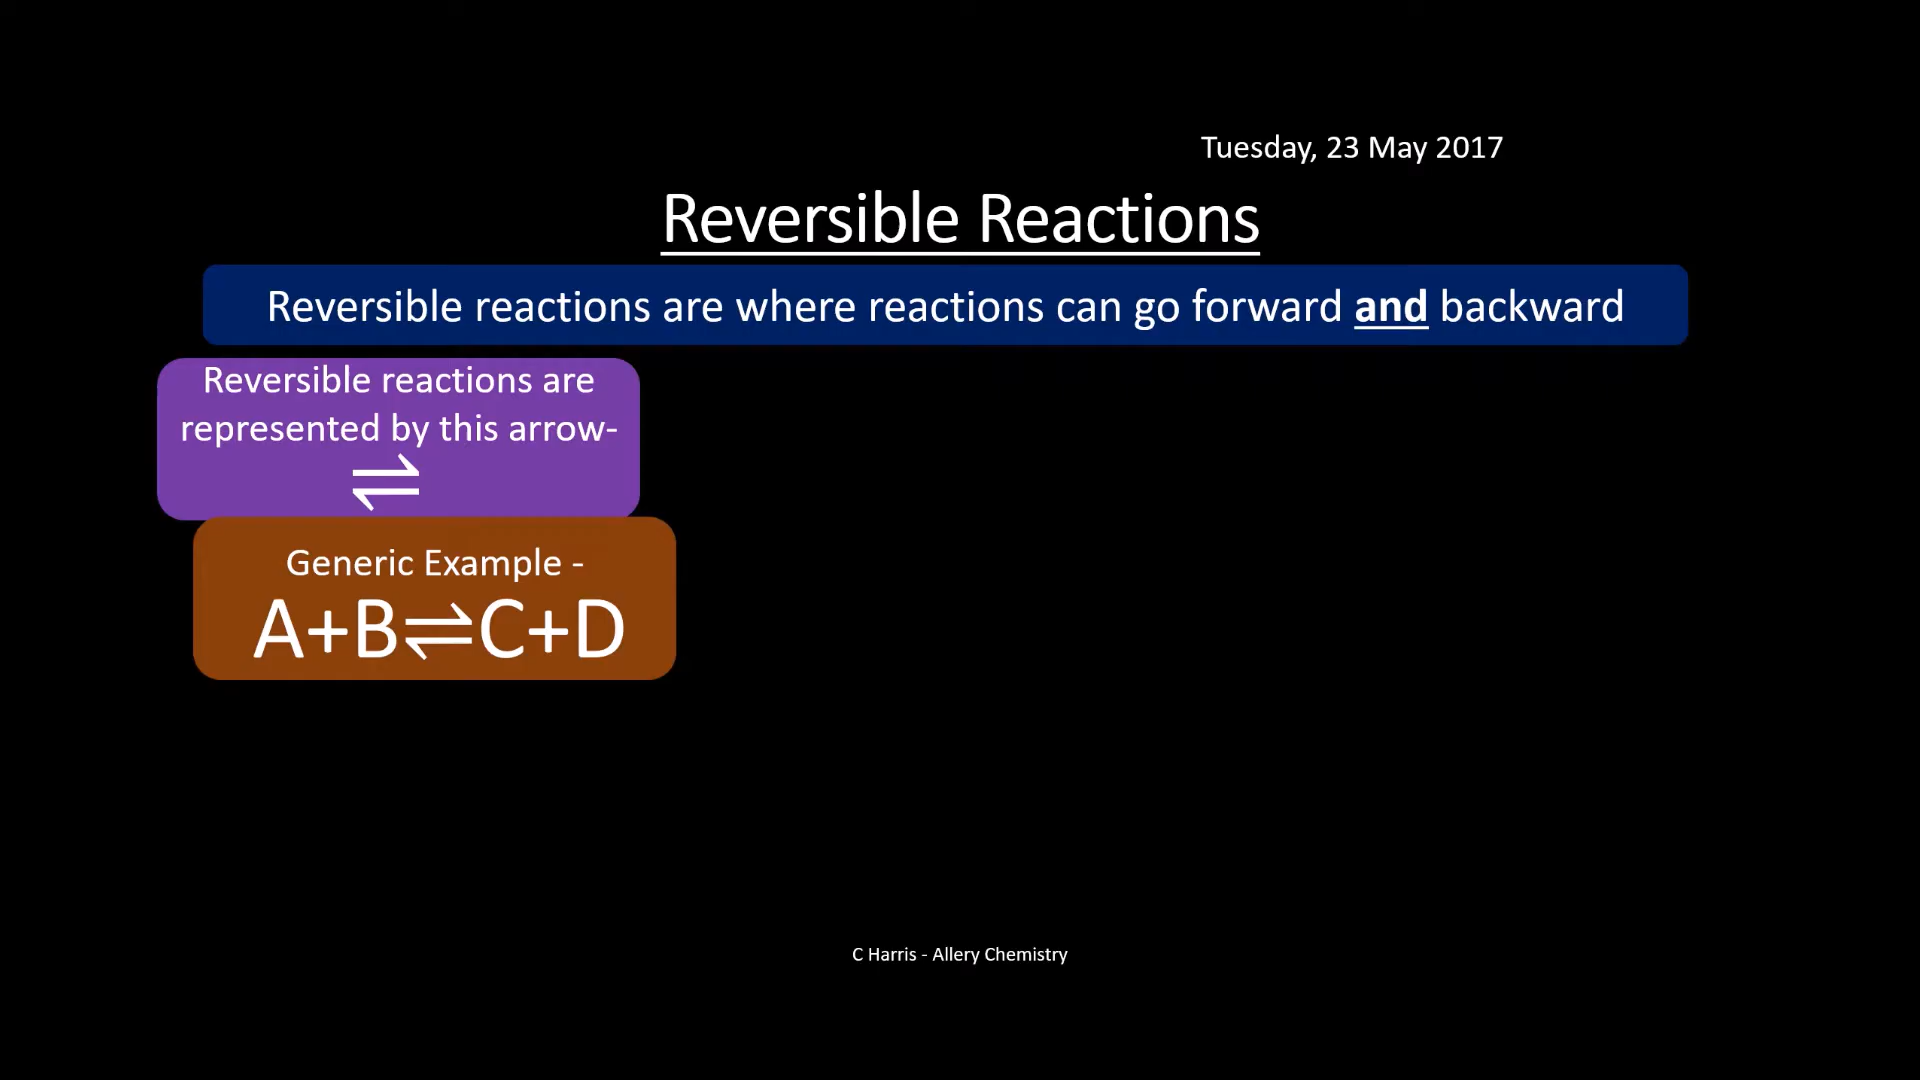 Tuesday, 23 May 2017
Reversible Reactions
Reversible reactions are where reactions can go forward and backward
Reversible reactions are
represented by this arrow-
⇌
Generic Example -
A+B⇌C+D
C Harris - Allery Chemistry